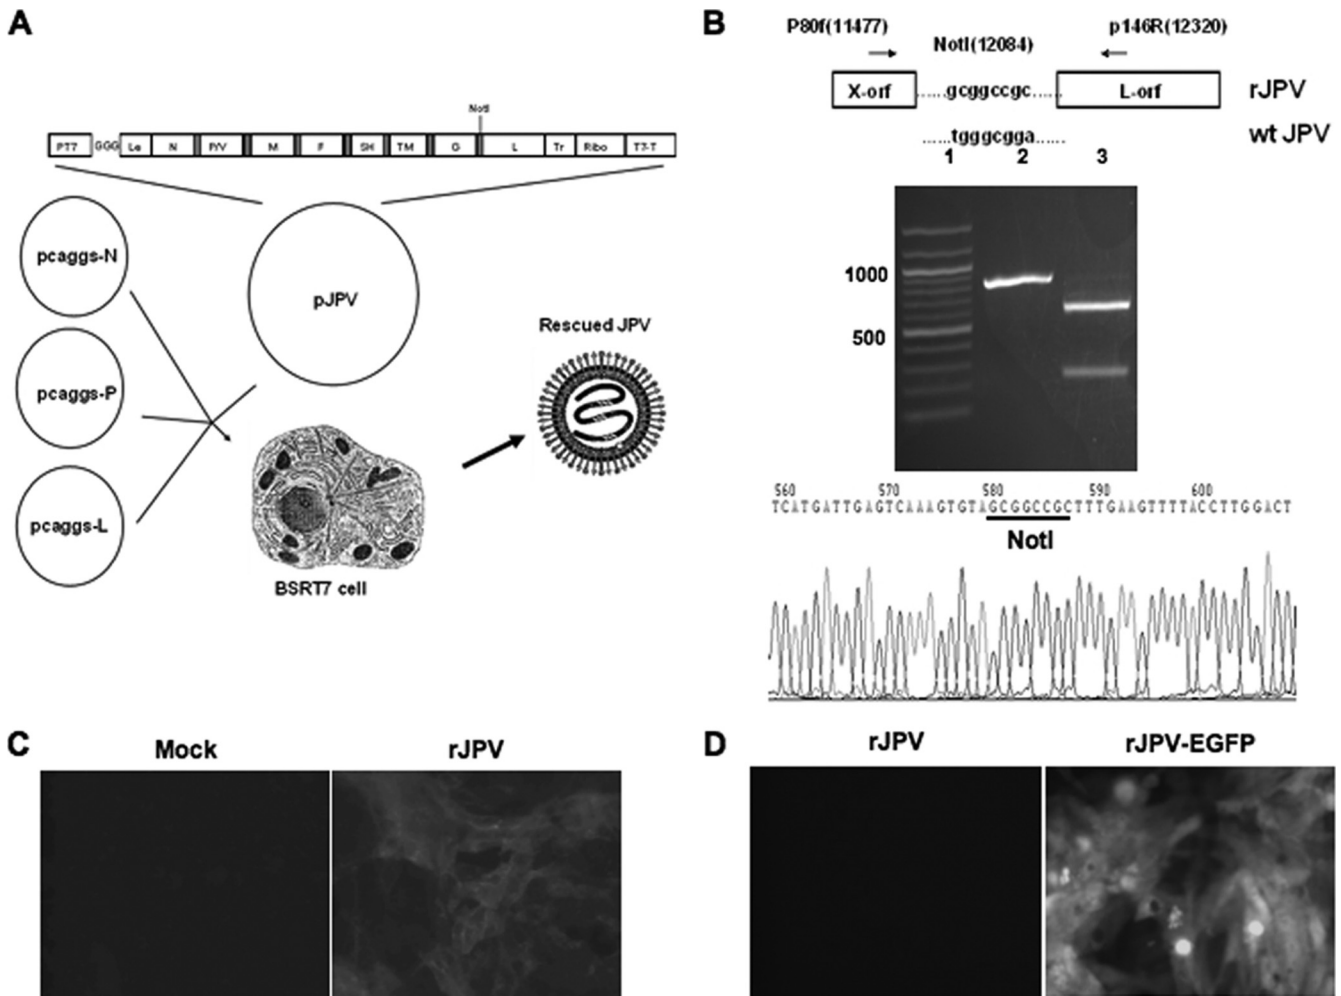 A
NotI
PT7 GGG Le N P/V M F SH TM G L Tr Ribo T7-T
pcaggs-N
pJPV
pcaggs-P
pcaggs-L
Rescued JPV
BSRT7 cell
B
P80f(11477) p146R(12320)
NotI(12084)
X-orf ......gcggccgc...... L-orf rJPV
......tgggcgga...... wt JPV
1 2 3
1000
500
560 570 580 590 600
TCATGATTGAGTCAAAGTGTAGCGGCCGCTTTGAAGTTTTACCTTGGACT
NotI
C
Mock rJPV
D
rJPV rJPV-EGFP